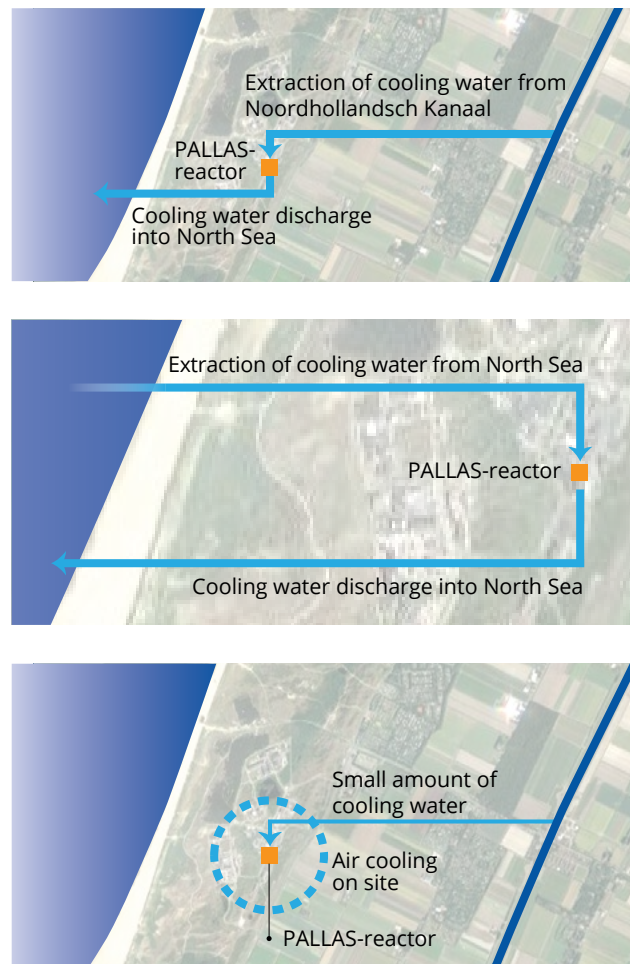 Extraction of cooling water from
Noordhollandsch Kanaal
PALLAS-
reactor
Cooling water discharge
into North Sea
Extraction of cooling water from North Sea
PALLAS-reactor
Cooling water discharge into North Sea
Small amount of
cooling water
Air cooling
on site
PALLAS-reactor